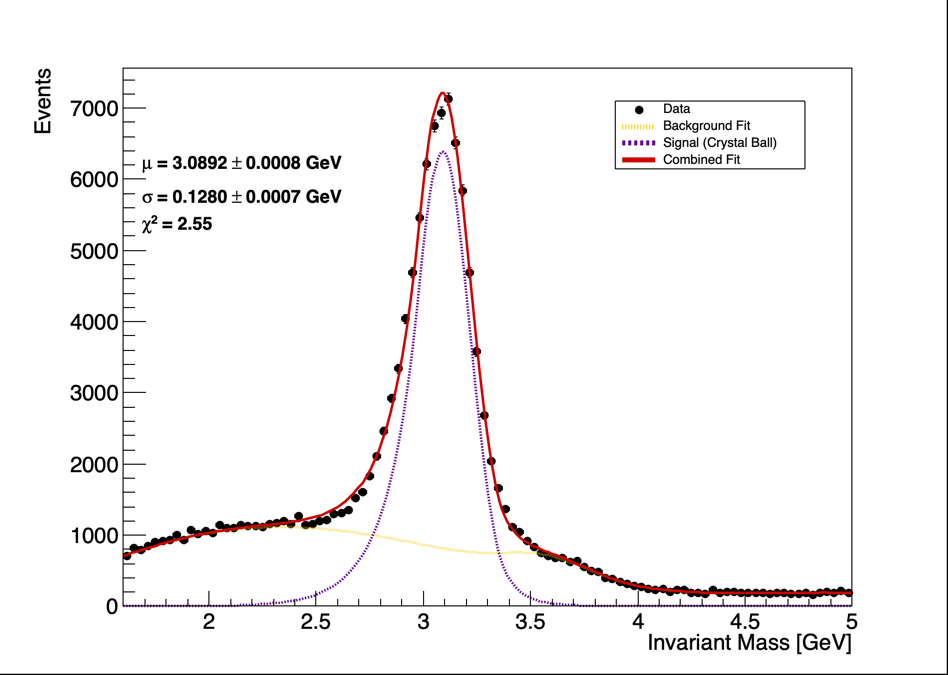 Events
7000
6000
5000
4000
3000
2000
1000
0
μ = 3.0892 ± 0.0008 GeV
σ = 0.1280 ± 0.0007 GeV
χ² = 2.55
Data
Background Fit
Signal (Crystal Ball)
Combined Fit
2 2.5 3 3.5 4 4.5 5
Invariant Mass [GeV]